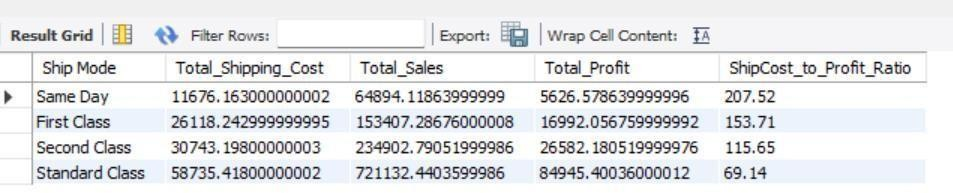 Result Grid Filter Rows: Export: Wrap Cell Content: IA
Ship Mode Total_Shipping_Cost Total_Sales Total_Profit ShipCost_to_Profit_Ratio
Same Day 11676.163000000002 64894.11863999999 5626.578639999996 207.52
First Class 26118.242999999995 153407.28676000008 16992.056759999992 153.71
Second Class 30743.19800000003 234902.79051999986 26582.180519999976 115.65
Standard Class 58735.41800000002 721132.4403599986 84945.40036000012 69.14